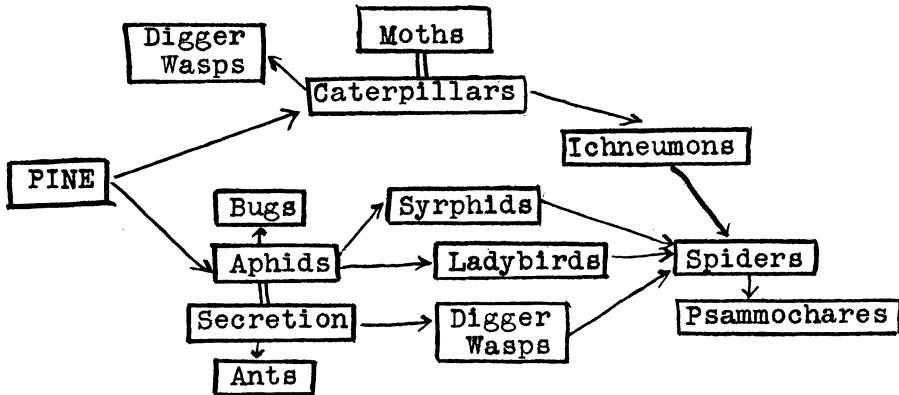 Digger
Wasps
Moths
Caterpillars
Ichneumons
PINE
Bugs
Syrphids
Aphids
Ladybirds
Spiders
Secretion
Digger
Wasps
Psammochares
Ants